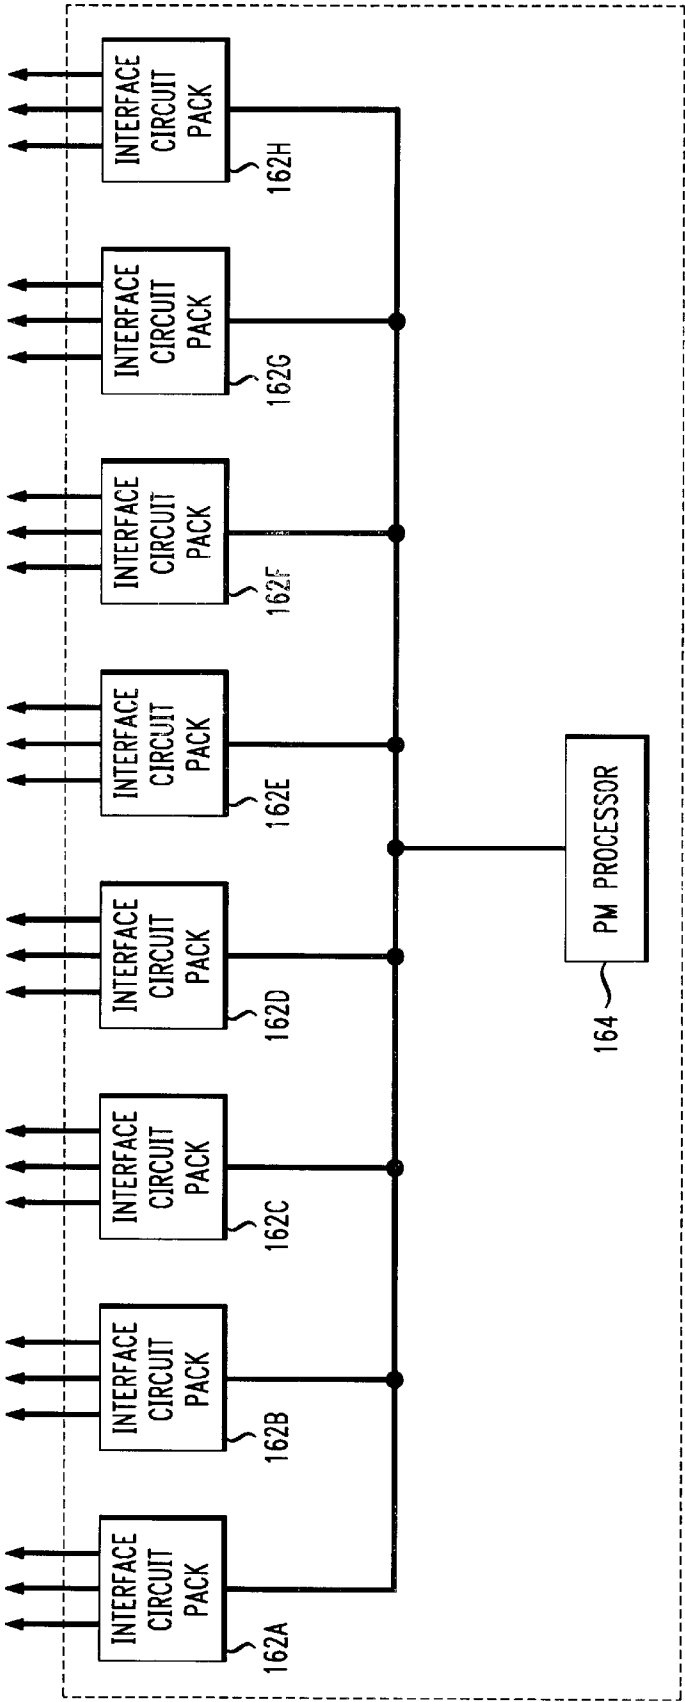 INTERFACE
CIRCUIT
PACK
162A
INTERFACE
CIRCUIT
PACK
162B
INTERFACE
CIRCUIT
PACK
162C
INTERFACE
CIRCUIT
PACK
162D
INTERFACE
CIRCUIT
PACK
162E
INTERFACE
CIRCUIT
PACK
162F
INTERFACE
CIRCUIT
PACK
162G
INTERFACE
CIRCUIT
PACK
162H
164
PM PROCESSOR